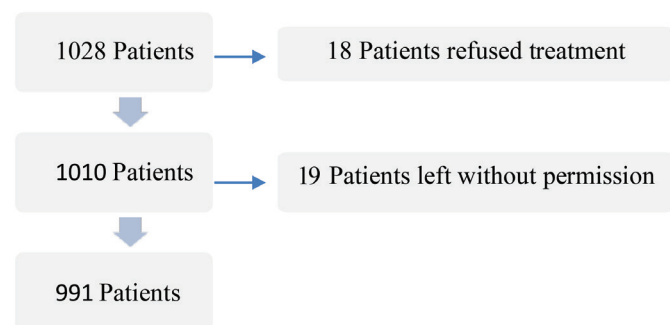 1028 Patients
18 Patients refused treatment
1010 Patients
19 Patients left without permission
991 Patients